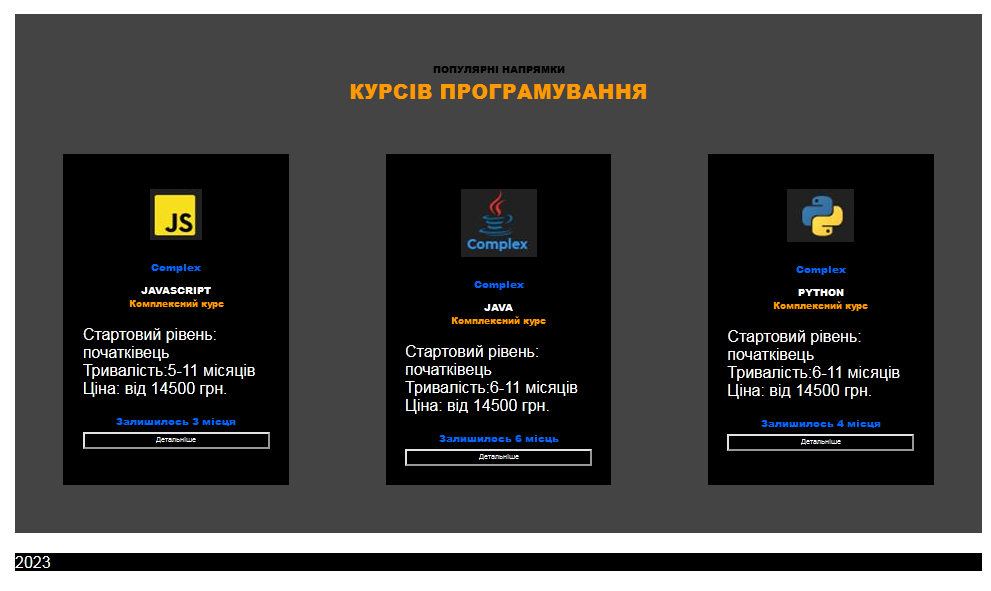 ПОПУЛЯРНІ НАПРЯМКИ
КУРСІВ ПРОГРАМУВАННЯ
JS
Complex
JAVASCRIPT
Комплексний курс
Стартовий рівень:
початківець
Тривалість:5-11 місяців
Ціна: від 14500 грн.
Залишилось 3 місця
Детальніше
Complex
Complex
JAVA
Комплексний курс
Стартовий рівень:
початківець
Тривалість:6-11 місяців
Ціна: від 14500 грн.
Залишилось 6 місць
Детальніше
Complex
PYTHON
Комплексний курс
Стартовий рівень:
початківець
Тривалість:6-11 місяців
Ціна: від 14500 грн.
Залишилось 4 місця
Детальніше
2023